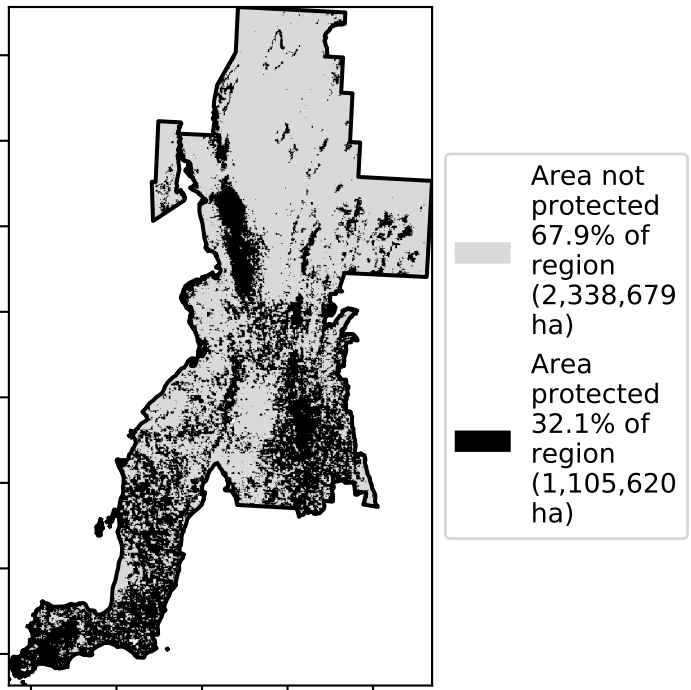 Area not
protected
67.9% of
region
(2,338,679
ha)
Area
protected
32.1% of
region
(1,105,620
ha)